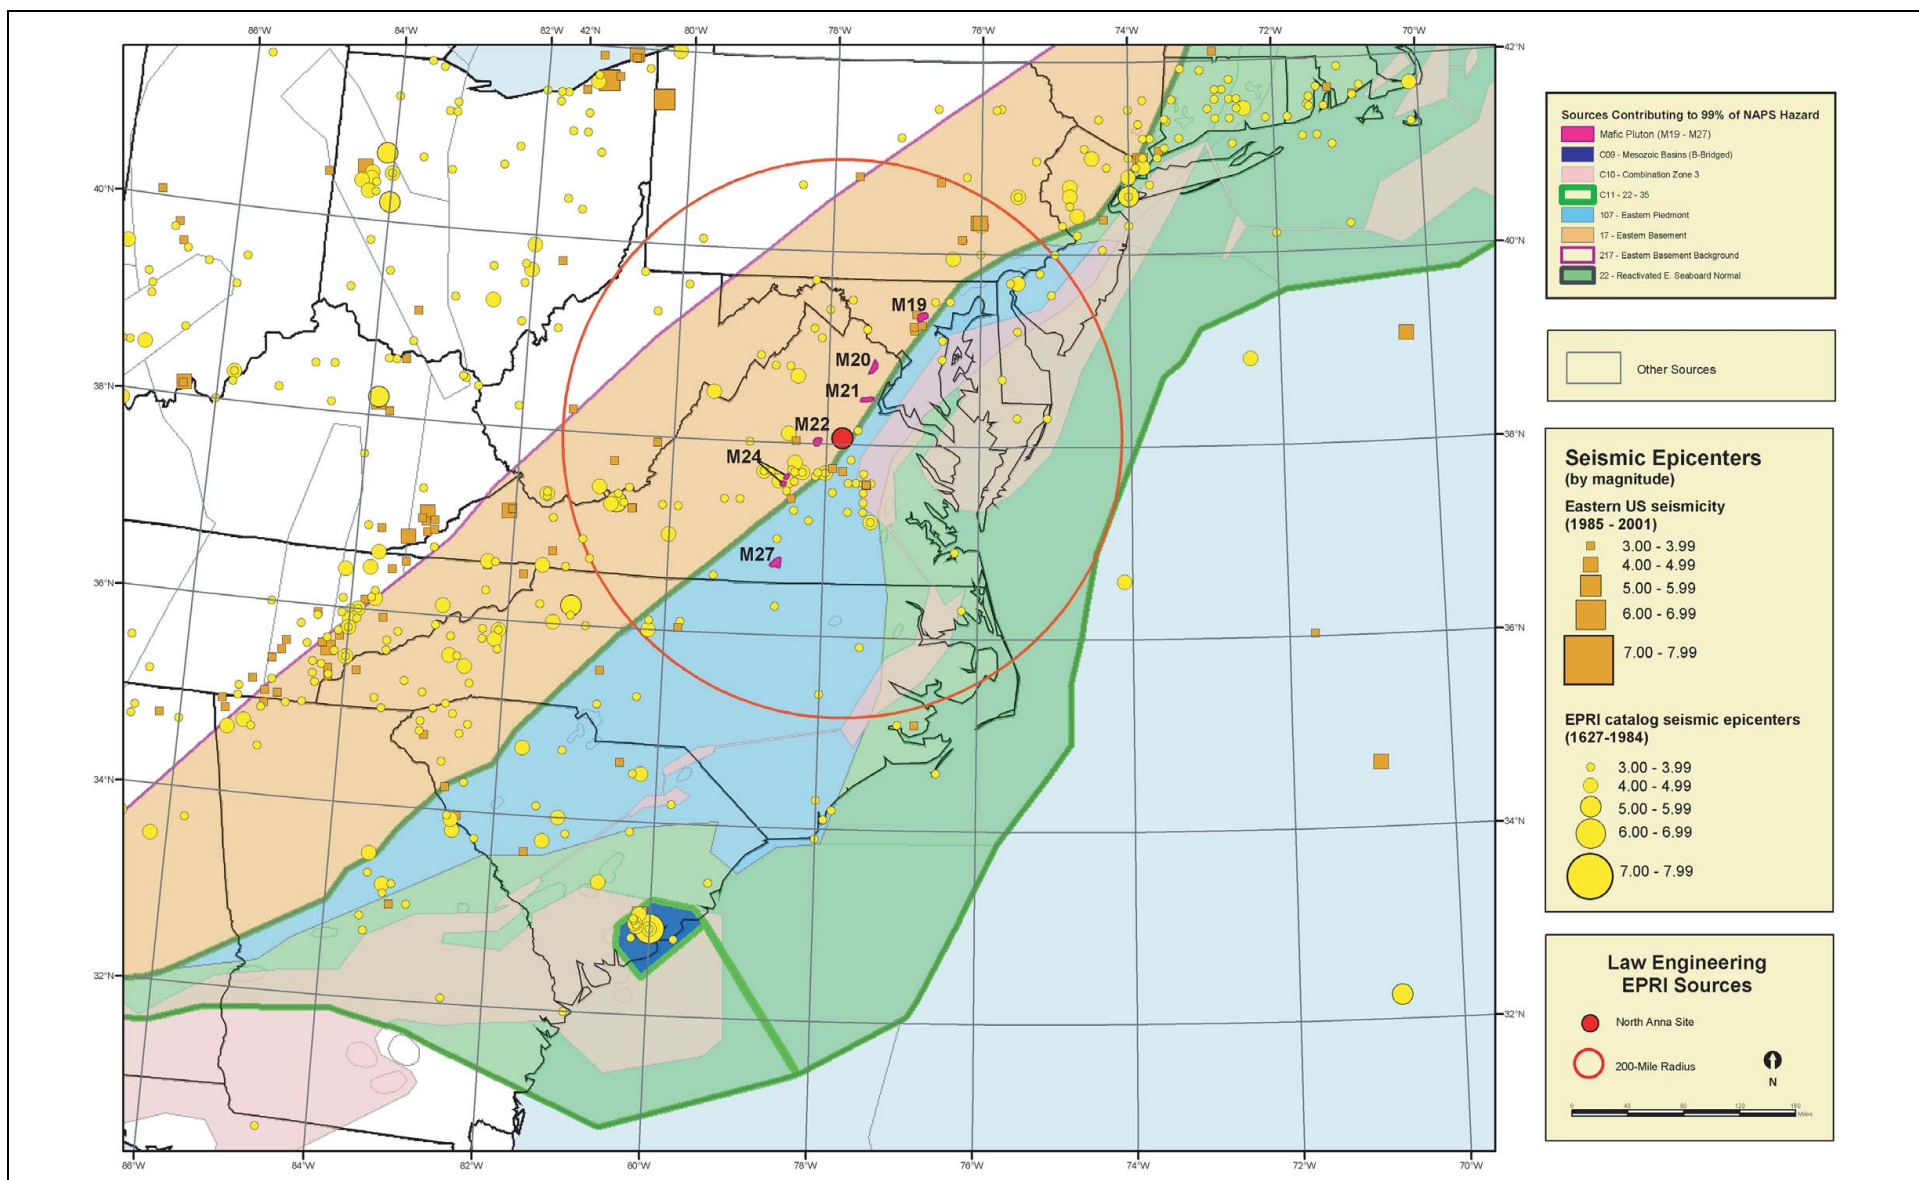 86°W 84°W 82°W 42°N 80°W 78°W 76°W 74°W 72°W 70°W
42°N
40°N
40°N
38°N
38°N
36°N
36°N
34°N
34°N
32°N
32°N
86°W 84°W 82°W 80°W 78°W 76°W 74°W 72°W 70°W
M19
M20
M21
M22
M24
M27
Sources Contributing to 99% of NAPS Hazard
Mafic Pluton (M19 - M27)
C09 - Mesozoic Basins (B-Bridged)
C10 - Combination Zone 3
C11 - 22 - 35
107 - Eastern Piedmont
17 - Eastern Basement
217 - Eastern Basement Background
22 - Reactivated E. Seaboard Normal
Other Sources
Seismic Epicenters
(by magnitude)
Eastern US seismicity
(1985 - 2001)
3.00 - 3.99
4.00 - 4.99
5.00 - 5.99
6.00 - 6.99
7.00 - 7.99
EPRI catalog seismic epicenters
(1627-1984)
3.00 - 3.99
4.00 - 4.99
5.00 - 5.99
6.00 - 6.99
7.00 - 7.99
Law Engineering
EPRI Sources
North Anna Site
200-Mile Radius
N
0 40 80 120 160
Miles